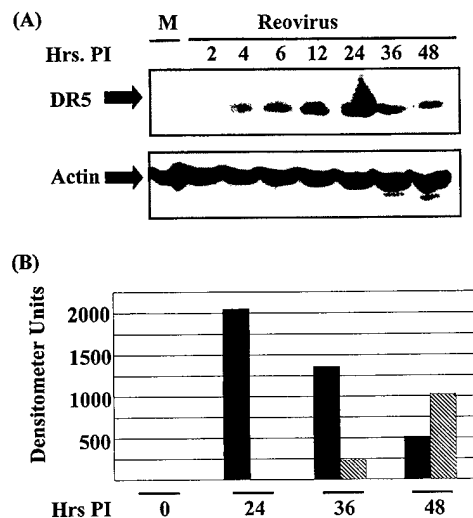 (A)
M Reovirus
Hrs. PI 2 4 6 12 24 36 48
DR5
Actin
(B)
Densitometer Units
2000
1500
1000
500
Hrs PI 0 24 36 48